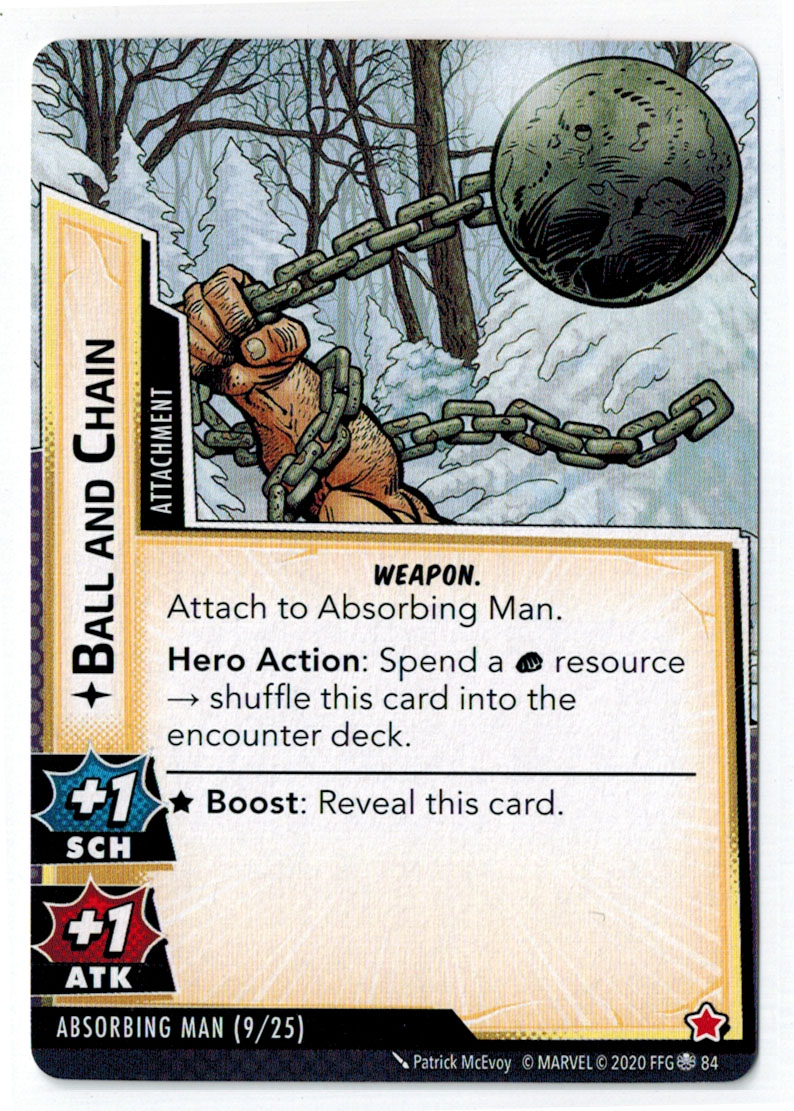 BALL AND CHAIN
ATTACHMENT
WEAPON.
Attach to Absorbing Man.
Hero Action: Spend a resource
→ shuffle this card into the
encounter deck.
★ Boost: Reveal this card.
+1
SCH
+1
ATK
ABSORBING MAN (9/25)
Patrick McEvoy © MARVEL © 2020 FFG 84